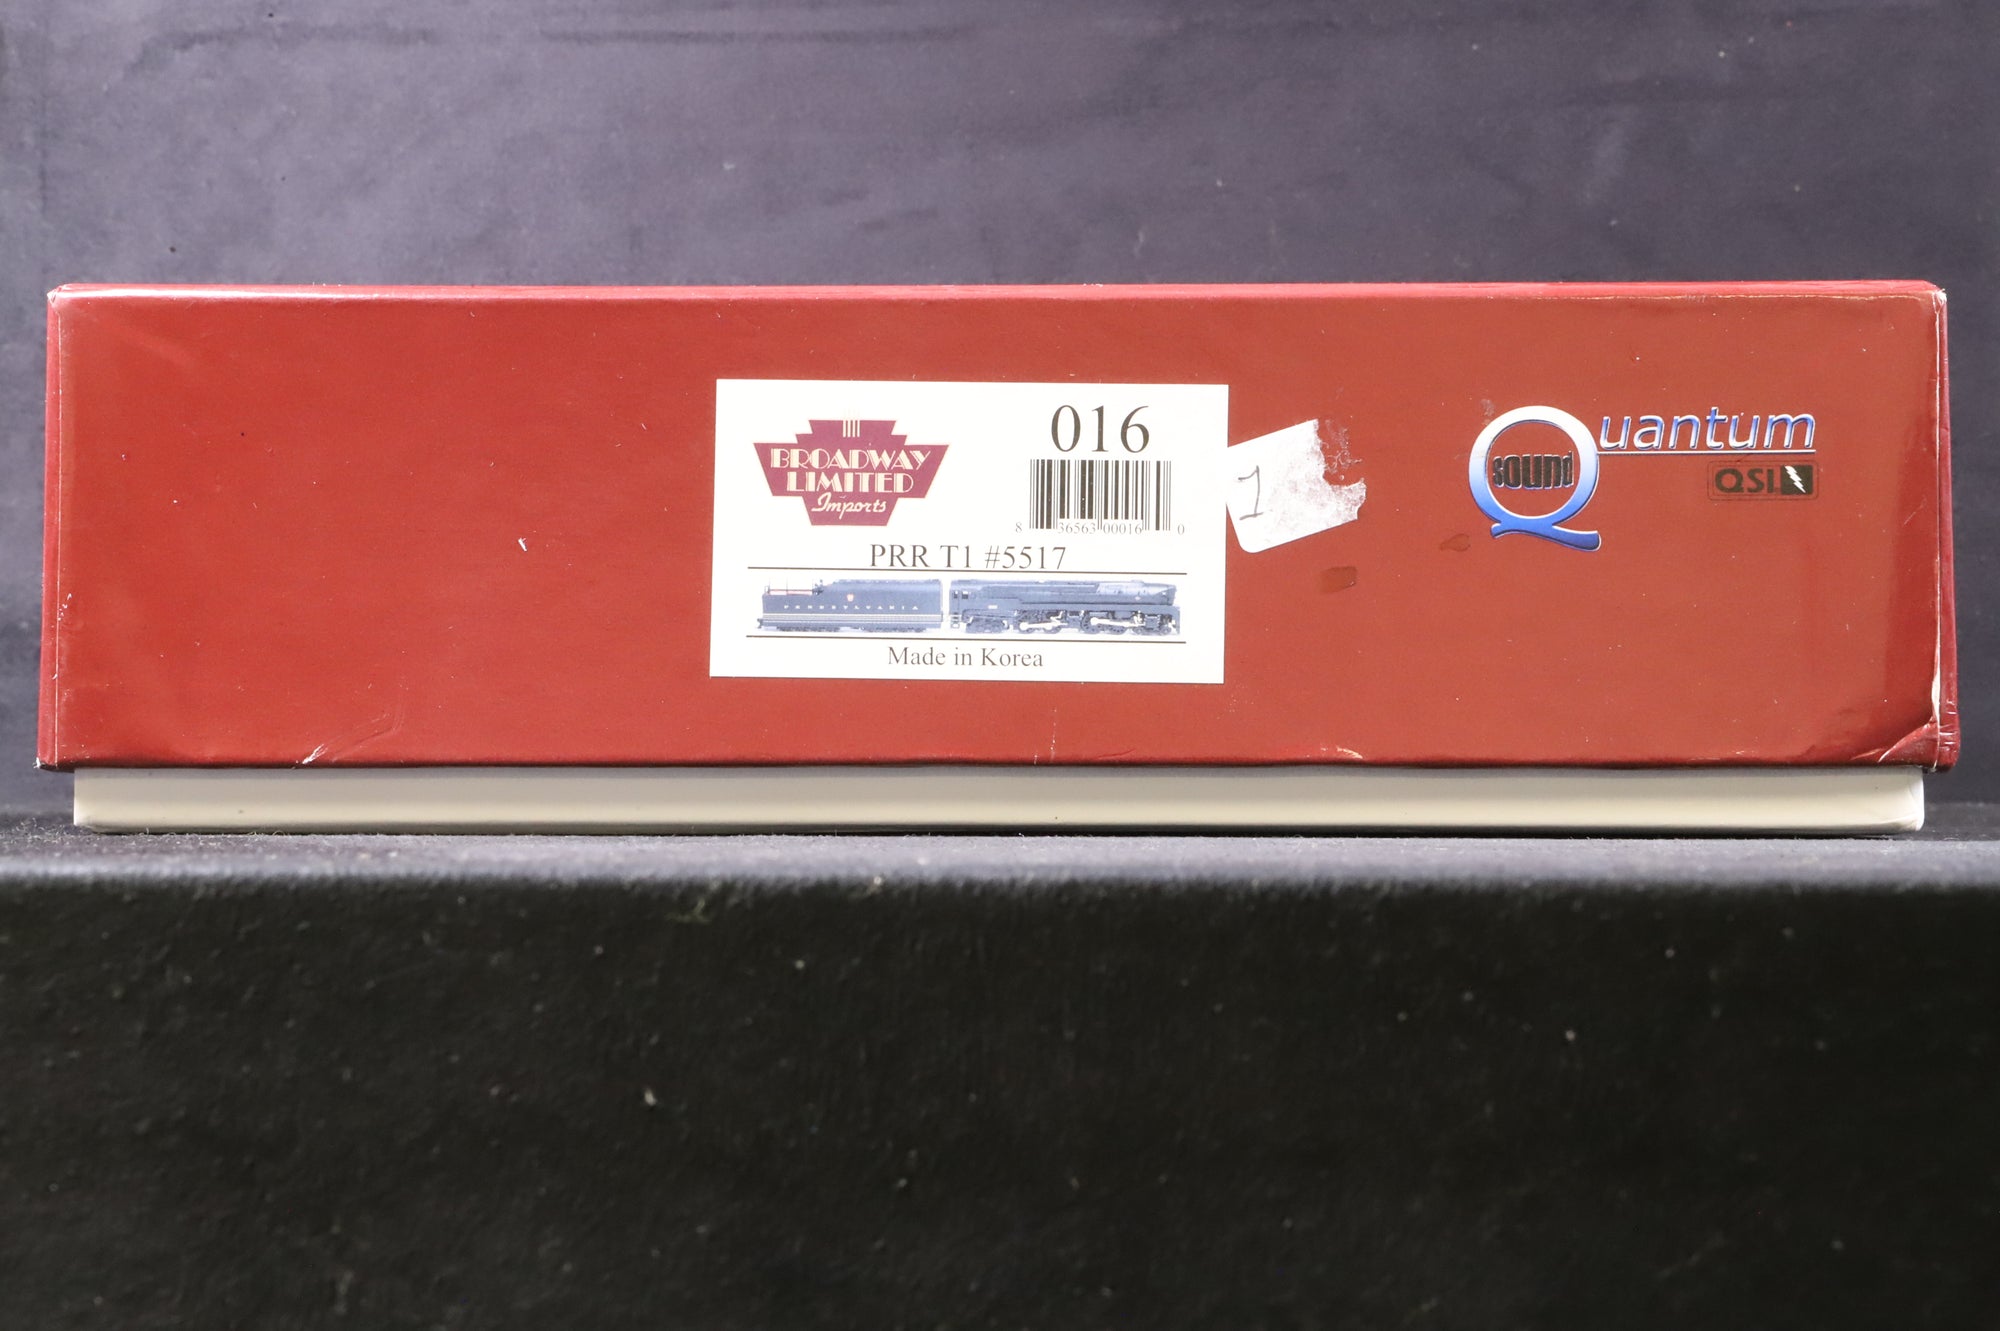 BROADWAY
LIMITED
Imports
016
8 36563 00016 0
PRR T1 #5517
PENNSYLVANIA
Made in Korea
1
Quantum
sound
QSI